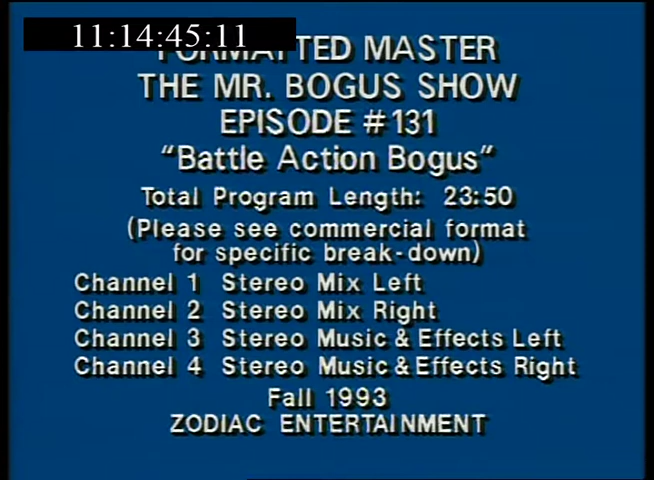 11:14:45:11
FORMATTED MASTER
THE MR. BOGUS SHOW
EPISODE #131
"Battle Action Bogus"
Total Program Length: 23:50
(Please see commercial format
for specific break-down)
Channel 1 Stereo Mix Left
Channel 2 Stereo Mix Right
Channel 3 Stereo Music & Effects Left
Channel 4 Stereo Music & Effects Right
Fall 1993
ZODIAC ENTERTAINMENT